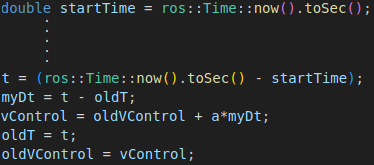 double startTime = ros::Time::now().toSec();
.
.
.
.
t = (ros::Time::now().toSec() - startTime);
myDt = t - oldT;
vControl = oldVControl + a*myDt;
oldT = t;
oldVControl = vControl;